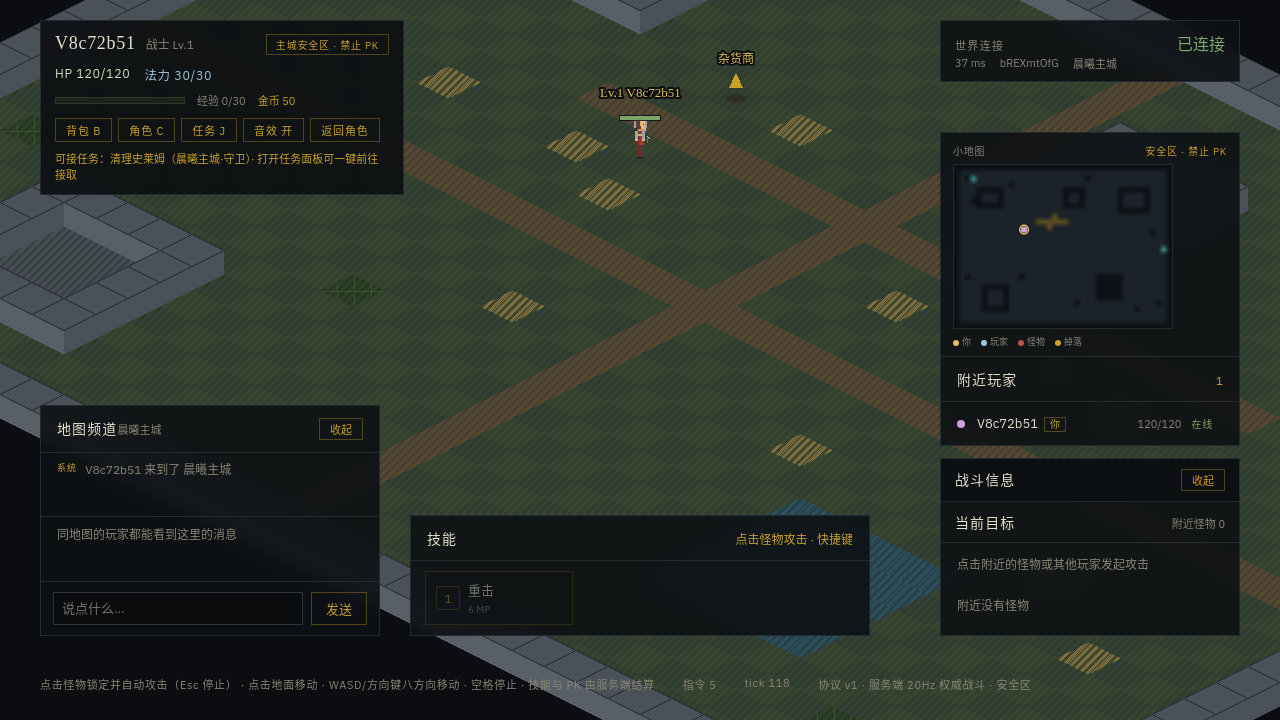 V8c72b51 战士 Lv.1 主城安全区 · 禁止 PK
HP 120/120 法力 30/30
经验 0/30 金币 50
背包 B 角色 C 任务 J 音效 开 返回角色
可接任务：清理史莱姆（晨曦主城·守卫）· 打开任务面板可一键前往
接取
杂货商
Lv.1 V8c72b51
世界连接 已连接
37 ms bREXmtOfG 晨曦主城
小地图 安全区 · 禁止 PK
你 玩家 怪物 掉落
附近玩家 1
V8c72b51 你 120/120 在线
地图频道 晨曦主城 收起
系统 V8c72b51 来到了 晨曦主城
同地图的玩家都能看到这里的消息
说点什么... 发送
技能 点击怪物攻击 · 快捷键
1 重击
6 MP
战斗信息 收起
当前目标 附近怪物 0
点击附近的怪物或其他玩家发起攻击
附近没有怪物
点击怪物锁定并自动攻击（Esc 停止） · 点击地面移动 · WASD/方向键八方向移动 · 空格停止 · 技能与 PK 由服务端结算 指令 5 tick 118 协议 v1 · 服务端 20Hz 权威战斗 · 安全区